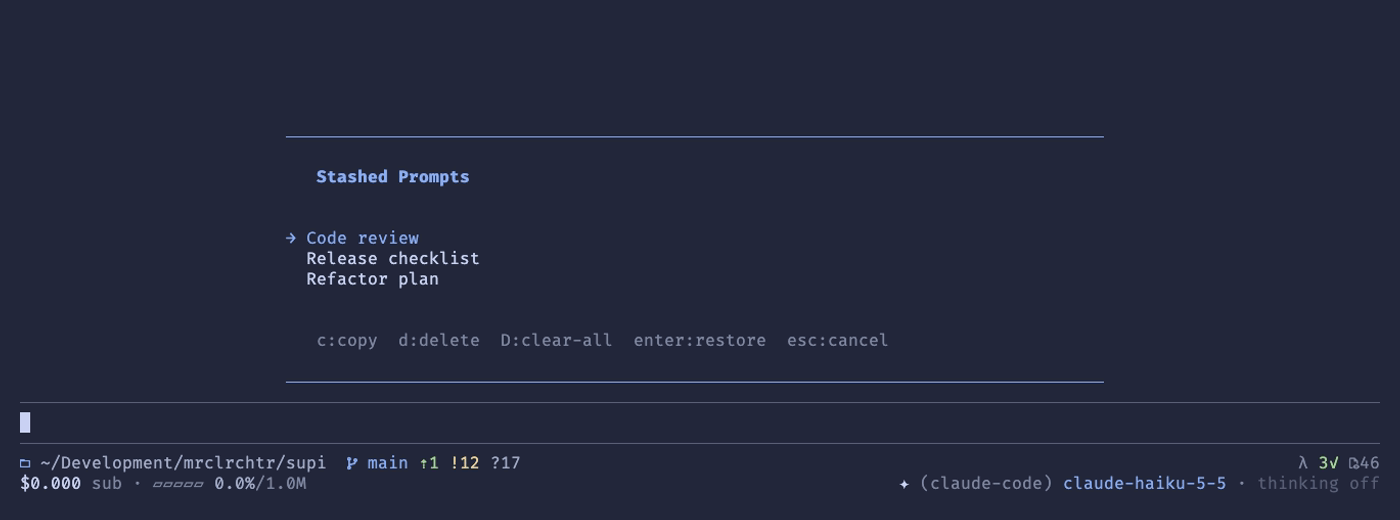 Stashed Prompts
→ Code review
Release checklist
Refactor plan
c:copy  d:delete  D:clear-all  enter:restore  esc:cancel
~/Development/mrclrchtr/supi  main ↑1 !12 ?17  λ 3√ 46
$0.000 sub · ▱▱▱▱▱ 0.0%/1.0M  ✦ (claude-code) claude-haiku-5-5 · thinking off